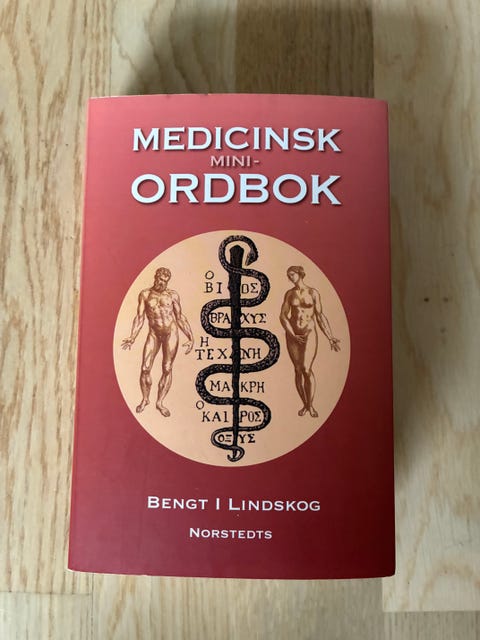 MEDICINSK
MINI-
ORDBOK
Ο
ΒΙΟΣ
ΒΡΑΧΥΣ
Η
ΤΕΧΝΗ
ΜΑΚΡΗ
Ο
ΚΑΙΡΟΣ
ΟΞΥΣ
BENGT I LINDSKOG
NORSTEDTS